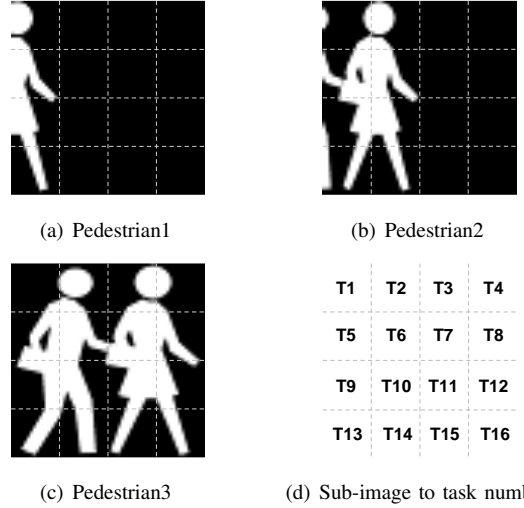 (a) Pedestrian1
(b) Pedestrian2
T1 T2 T3 T4
T5 T6 T7 T8
T9 T10 T11 T12
T13 T14 T15 T16
(c) Pedestrian3
(d) Sub-image to task num